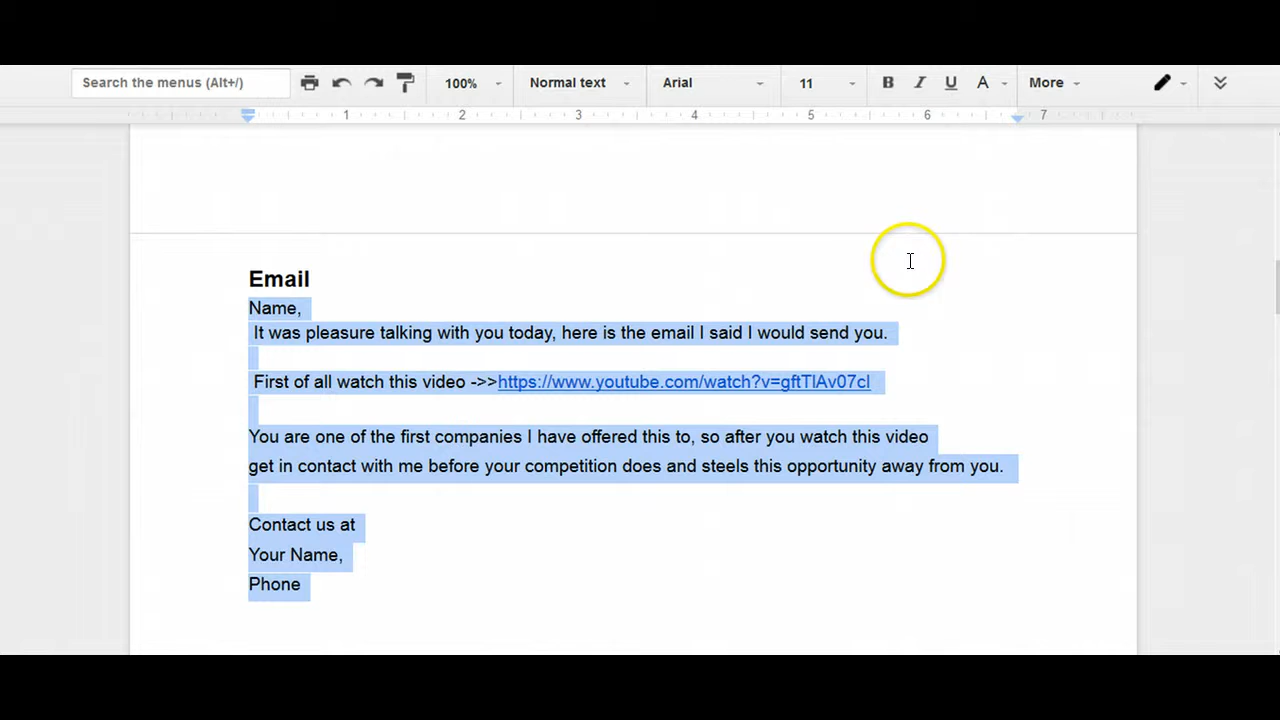 Search the menus (Alt+/) 100% Normal text Arial 11 B I U A More
1 2 3 4 5 6 7
Email
Name,
It was pleasure talking with you today, here is the email I said I would send you.
First of all watch this video ->>https://www.youtube.com/watch?v=gftTlAv07cI
You are one of the first companies I have offered this to, so after you watch this video
get in contact with me before your competition does and steels this opportunity away from you.
Contact us at
Your Name,
Phone